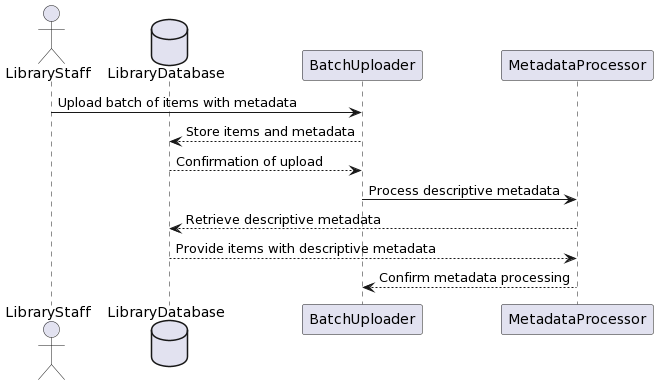 LibraryStaff
LibraryDatabase
BatchUploader
MetadataProcessor
Upload batch of items with metadata
Store items and metadata
Confirmation of upload
Process descriptive metadata
Retrieve descriptive metadata
Provide items with descriptive metadata
Confirm metadata processing
LibraryStaff
LibraryDatabase
BatchUploader
MetadataProcessor